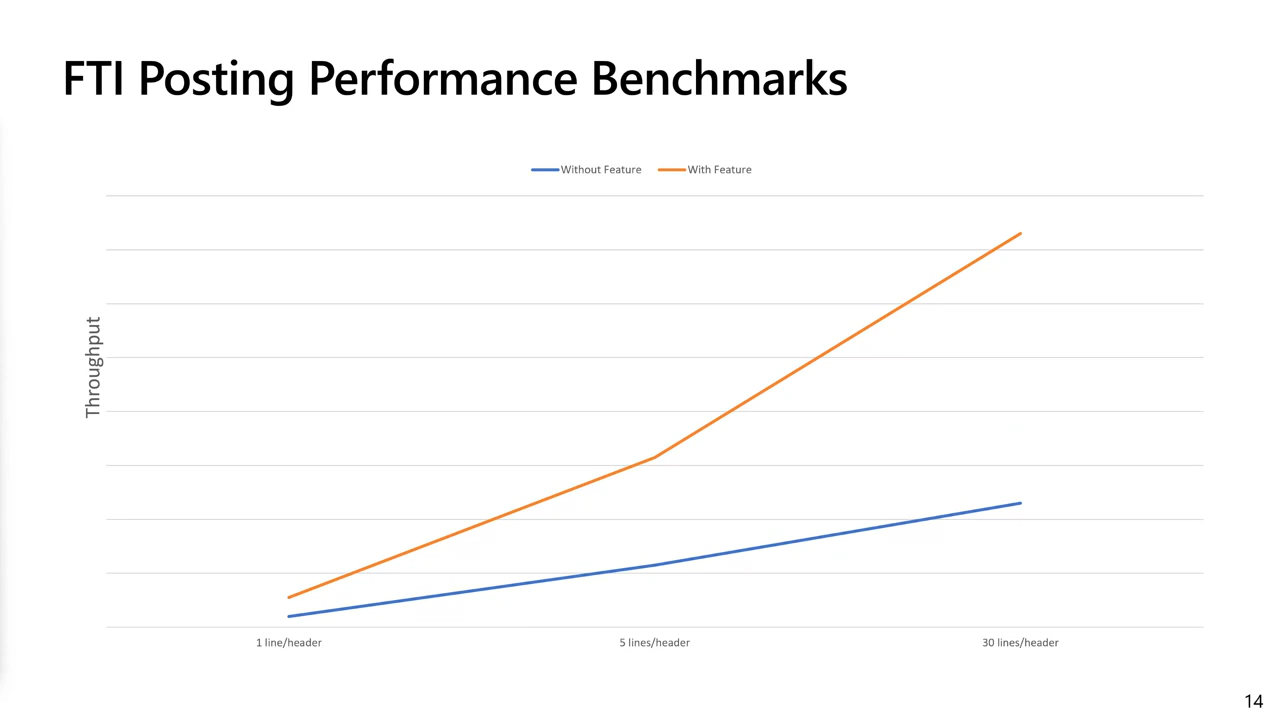 FTI Posting Performance Benchmarks
Without Feature With Feature
Throughput
1 line/header 5 lines/header 30 lines/header
14